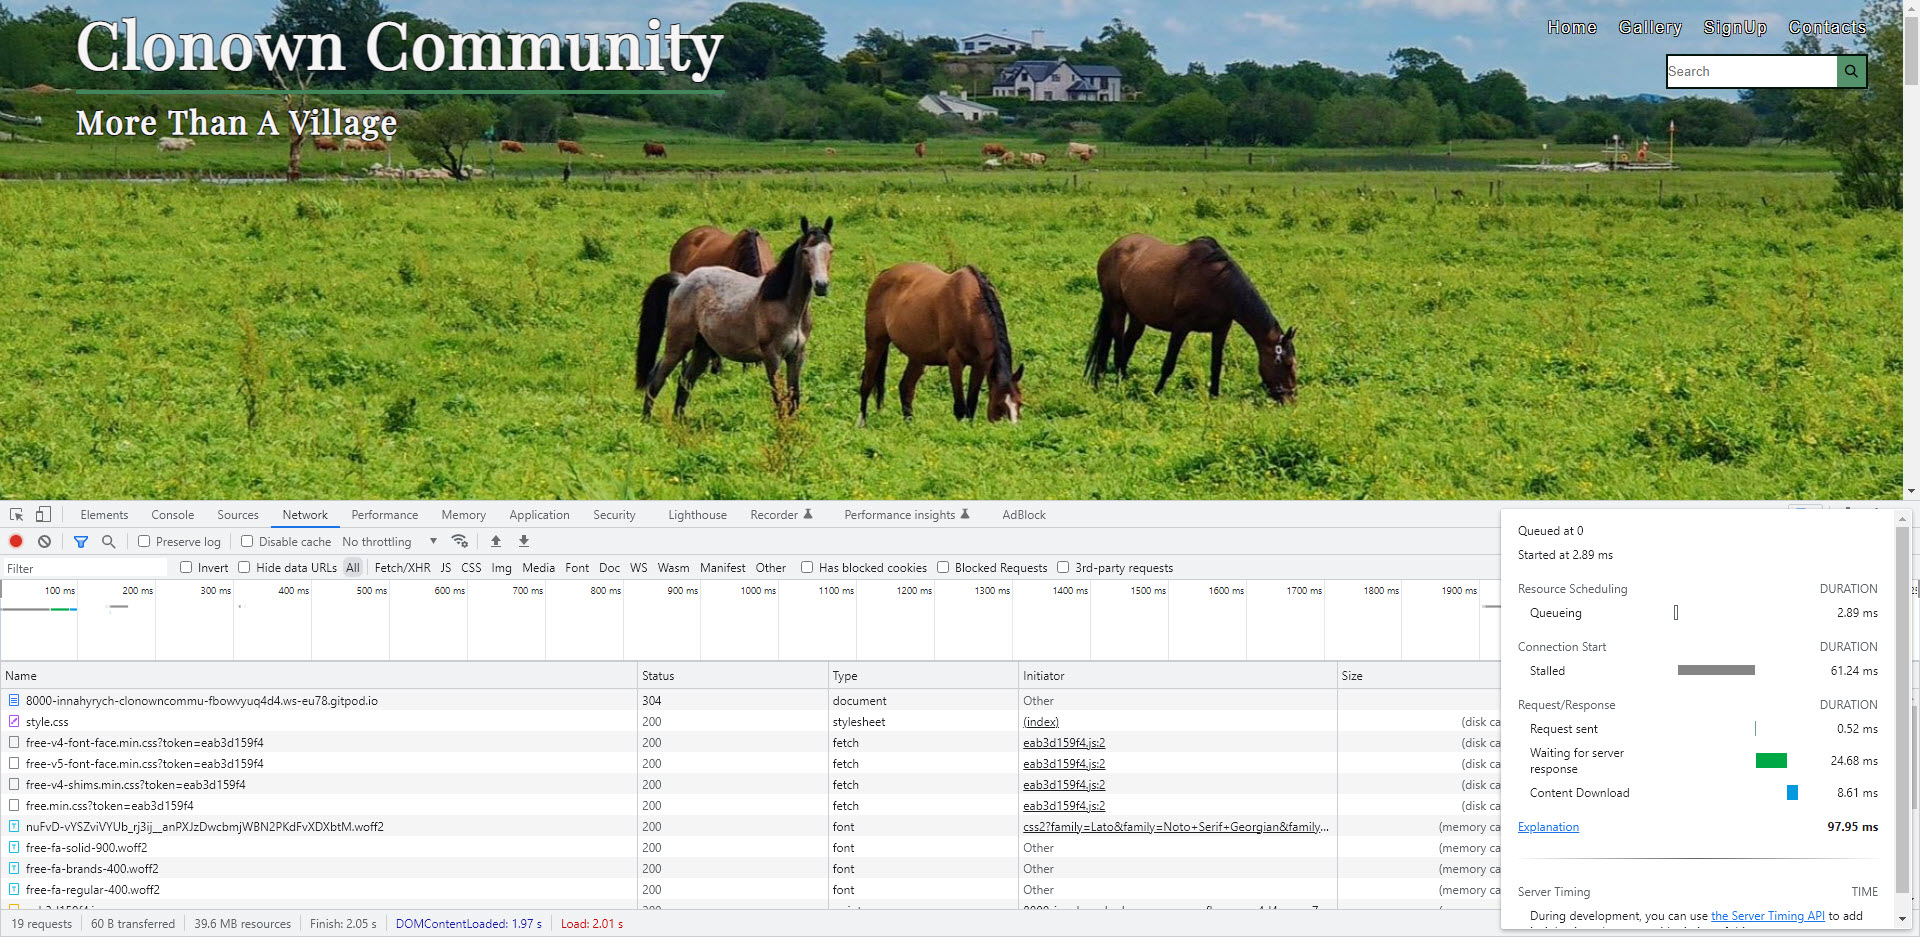 Clonown Community
More Than A Village
Home Gallery SignUp Contacts
Search
Elements Console Sources Network Performance Memory Application Security Lighthouse Recorder Performance insights AdBlock
Preserve log Disable cache No throttling
Filter Invert Hide data URLs All Fetch/XHR JS CSS Img Media Font Doc WS Wasm Manifest Other Has blocked cookies Blocked Requests 3rd-party requests
100 ms 200 ms 300 ms 400 ms 500 ms 600 ms 700 ms 800 ms 900 ms 1000 ms 1100 ms 1200 ms 1300 ms 1400 ms 1500 ms 1600 ms 1700 ms 1800 ms 1900 ms
Name Status Type Initiator Size
8000-innahyrych-clonowncommu-fbowvyuq4d4.ws-eu78.gitpod.io 304 document Other
style.css 200 stylesheet (index) (disk ca
free-v4-font-face.min.css?token=eab3d159f4 200 fetch eab3d159f4.js:2 (disk ca
free-v5-font-face.min.css?token=eab3d159f4 200 fetch eab3d159f4.js:2 (disk ca
free-v4-shims.min.css?token=eab3d159f4 200 fetch eab3d159f4.js:2 (disk ca
free.min.css?token=eab3d159f4 200 fetch eab3d159f4.js:2 (disk ca
nuFvD-vYSZviVYUb_rj3ij__anPXJzDwcbmjWBN2PKdFvXDXbtM.woff2 200 font css2?family=Lato&family=Noto+Serif+Georgian&family... (memory ca
free-fa-solid-900.woff2 200 font Other (memory ca
free-fa-brands-400.woff2 200 font Other (memory ca
free-fa-regular-400.woff2 200 font Other (memory ca
19 requests 60 B transferred 39.6 MB resources Finish: 2.05 s DOMContentLoaded: 1.97 s Load: 2.01 s
Queued at 0
Started at 2.89 ms
Resource Scheduling DURATION
Queueing 2.89 ms
Connection Start DURATION
Stalled 61.24 ms
Request/Response DURATION
Request sent 0.52 ms
Waiting for server
response 24.68 ms
Content Download 8.61 ms
Explanation 97.95 ms
Server Timing TIME
During development, you can use the Server Timing API to add